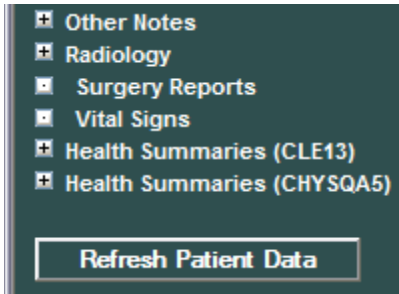 Other Notes
Radiology
Surgery Reports
Vital Signs
Health Summaries (CLE13)
Health Summaries (CHYSQA5)
Refresh Patient Data